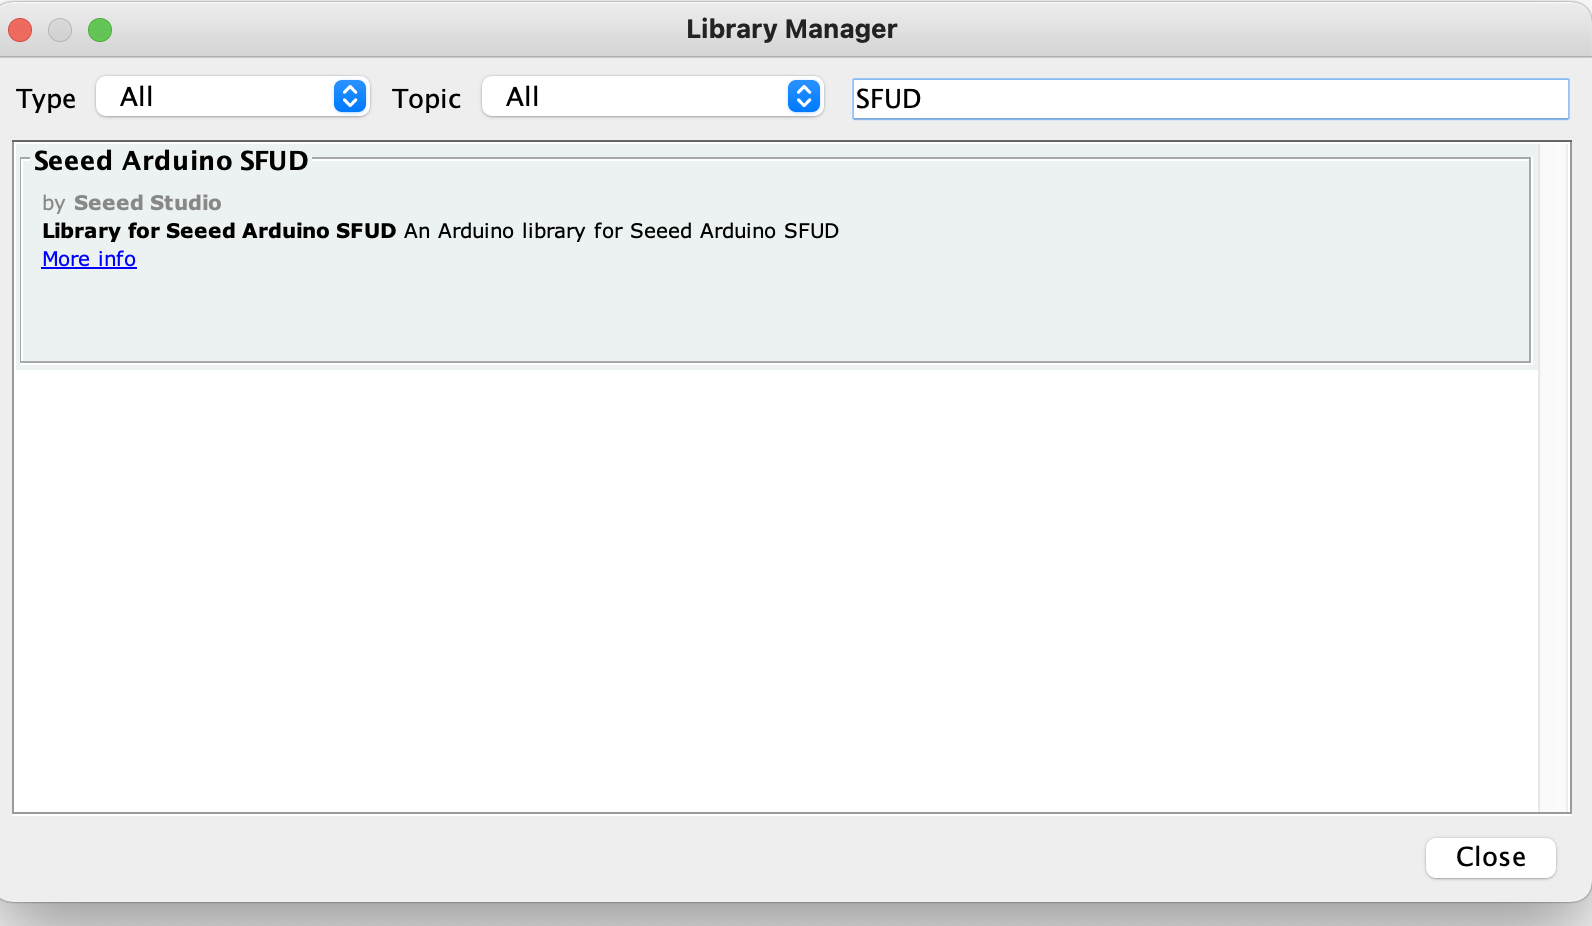 Library Manager
Type All Topic All SFUD
Seeed Arduino SFUD
by Seeed Studio
Library for Seeed Arduino SFUD An Arduino library for Seeed Arduino SFUD
More info
Close